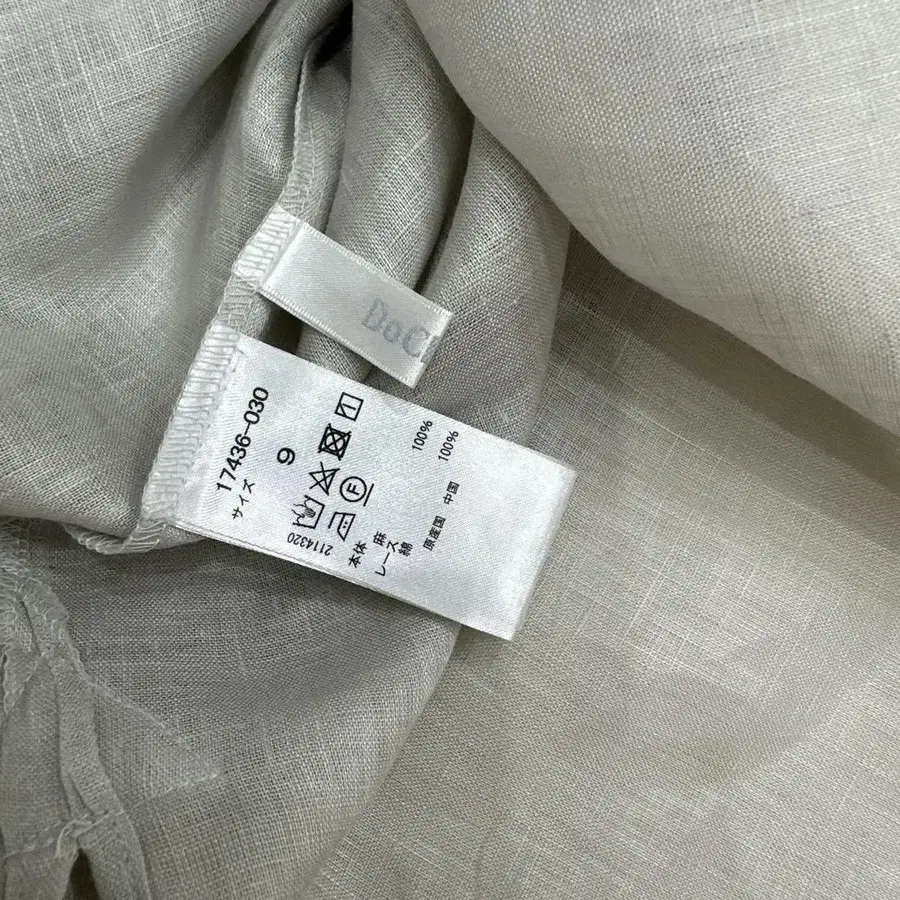 DoC
17436-030
サイズ 9
F
2114320
本体 麻 100%
レース 綿 100%
原産国 中国